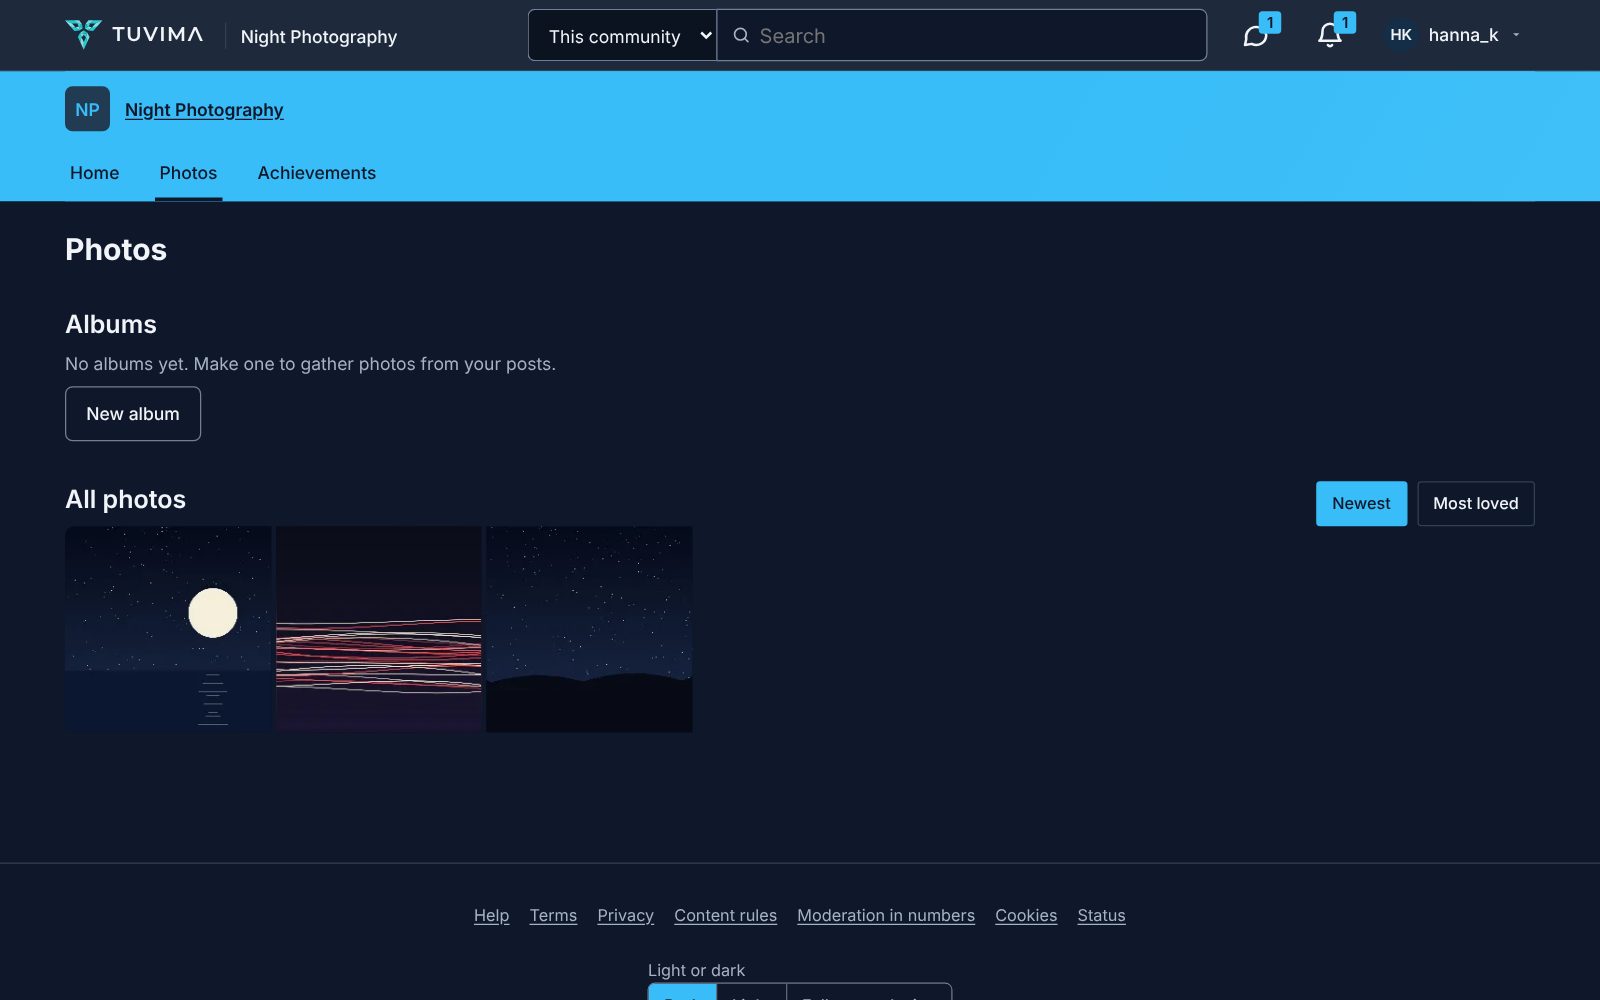 TUVIMA
Night Photography
This community
Search
1
1
HK
hanna_k
NP
Night Photography
Home
Photos
Achievements
Photos
Albums
No albums yet. Make one to gather photos from your posts.
New album
All photos
Newest
Most loved
Help
Terms
Privacy
Content rules
Moderation in numbers
Cookies
Status
Light or dark